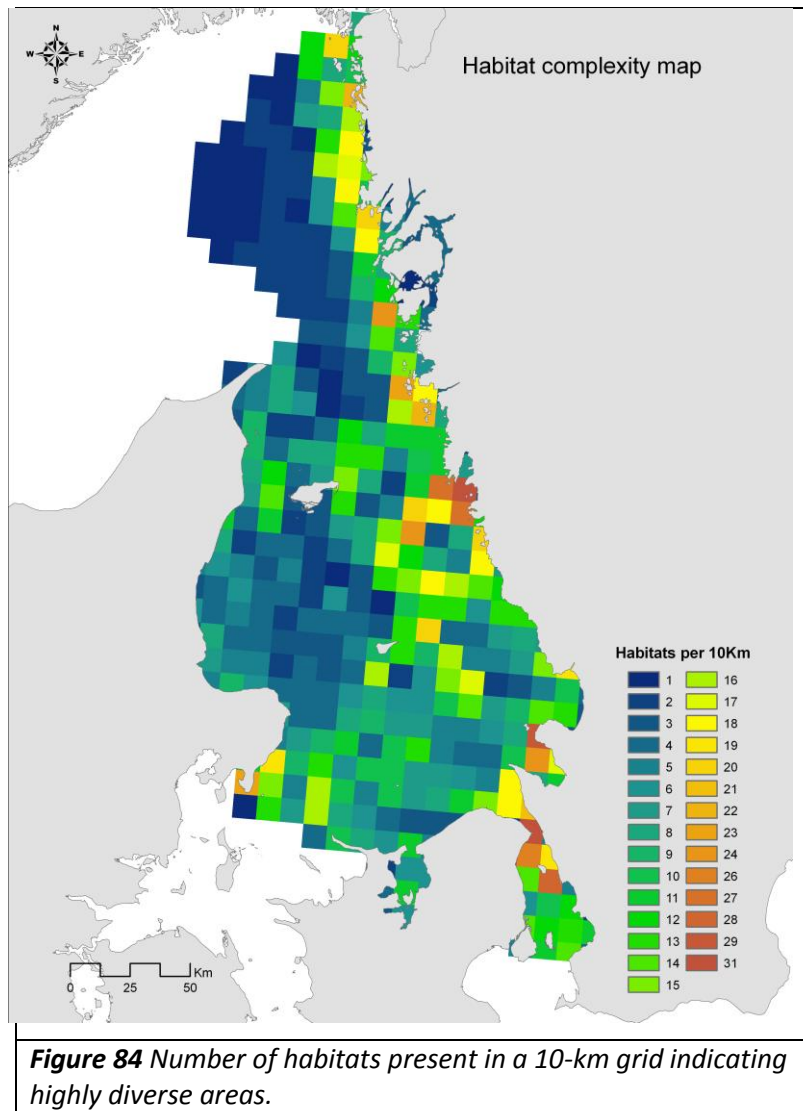 N
W E
S
Habitat complexity map
Habitats per 10Km
1 16
2 17
3 18
4 19
5 20
6 21
7 22
8 23
9 24
10 26
11 27
12 28
13 29
14 31
15
Km
0 25 50
Figure 84 Number of habitats present in a 10-km grid indicating
highly diverse areas.